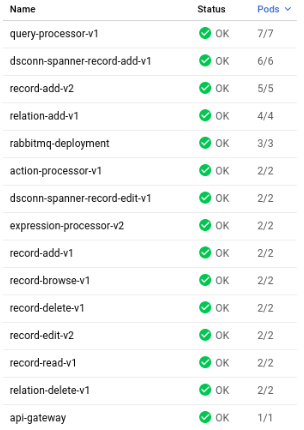 Name Status Pods
query-processor-v1 OK 7/7
dsconn-spanner-record-add-v1 OK 6/6
record-add-v2 OK 5/5
relation-add-v1 OK 4/4
rabbitmq-deployment OK 3/3
action-processor-v1 OK 2/2
dsconn-spanner-record-edit-v1 OK 2/2
expression-processor-v2 OK 2/2
record-add-v1 OK 2/2
record-browse-v1 OK 2/2
record-delete-v1 OK 2/2
record-edit-v2 OK 2/2
record-read-v1 OK 2/2
relation-delete-v1 OK 2/2
api-gateway OK 1/1